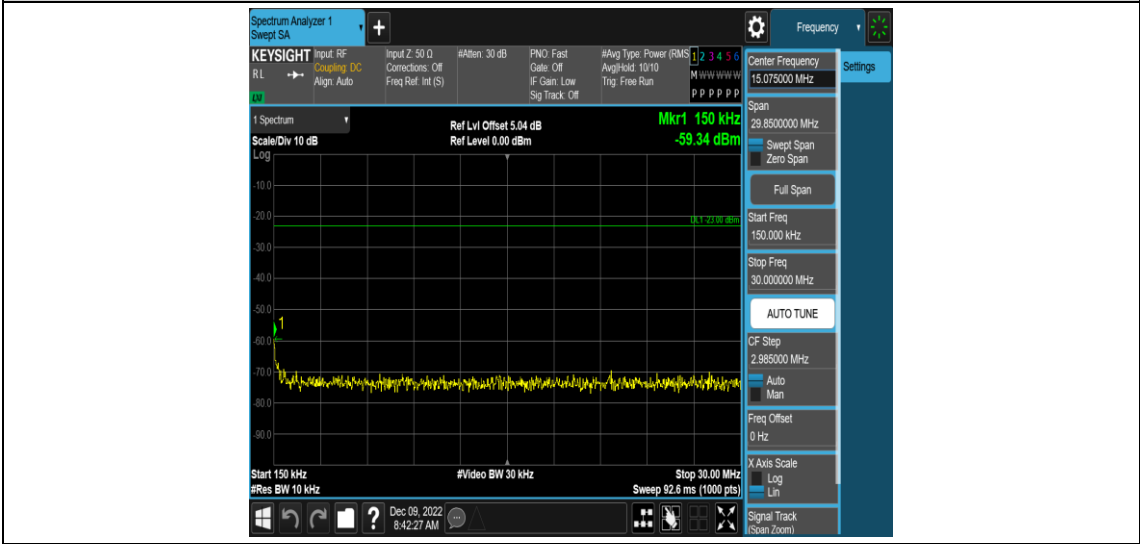 Spectrum Analyzer 1
Swept SA
+
Frequency
KEYSIGHT
RL
LXI
Input: RF
Coupling: DC
Align: Auto
Input Z: 50 Ω
Corrections: Off
Freq Ref: Int (S)
#Atten: 30 dB
PNO: Fast
Gate: Off
IF Gain: Low
Sig Track: Off
#Avg Type: Power (RMS
Avg|Hold: 10/10
Trig: Free Run
1 2 3 4 5 6
M W W W W W
P P P P P P
1 Spectrum
Scale/Div 10 dB
Log
Ref Lvl Offset 5.04 dB
Ref Level 0.00 dBm
Mkr1 150 kHz
-59.34 dBm
-10.0
-20.0
DL1 -23.00 dBm
-30.0
-40.0
-50.0
1
-60.0
-70.0
-80.0
-90.0
Start 150 kHz
#Video BW 30 kHz
Stop 30.00 MHz
#Res BW 10 kHz
Sweep 92.6 ms (1000 pts)
?
Dec 09, 2022
8:42:27 AM
Center Frequency
15.075000 MHz
Settings
Span
29.8500000 MHz
Swept Span
Zero Span
Full Span
Start Freq
150.000 kHz
Stop Freq
30.000000 MHz
AUTO TUNE
CF Step
2.985000 MHz
Auto
Man
Freq Offset
0 Hz
X Axis Scale
Log
Lin
Signal Track
(Span Zoom)